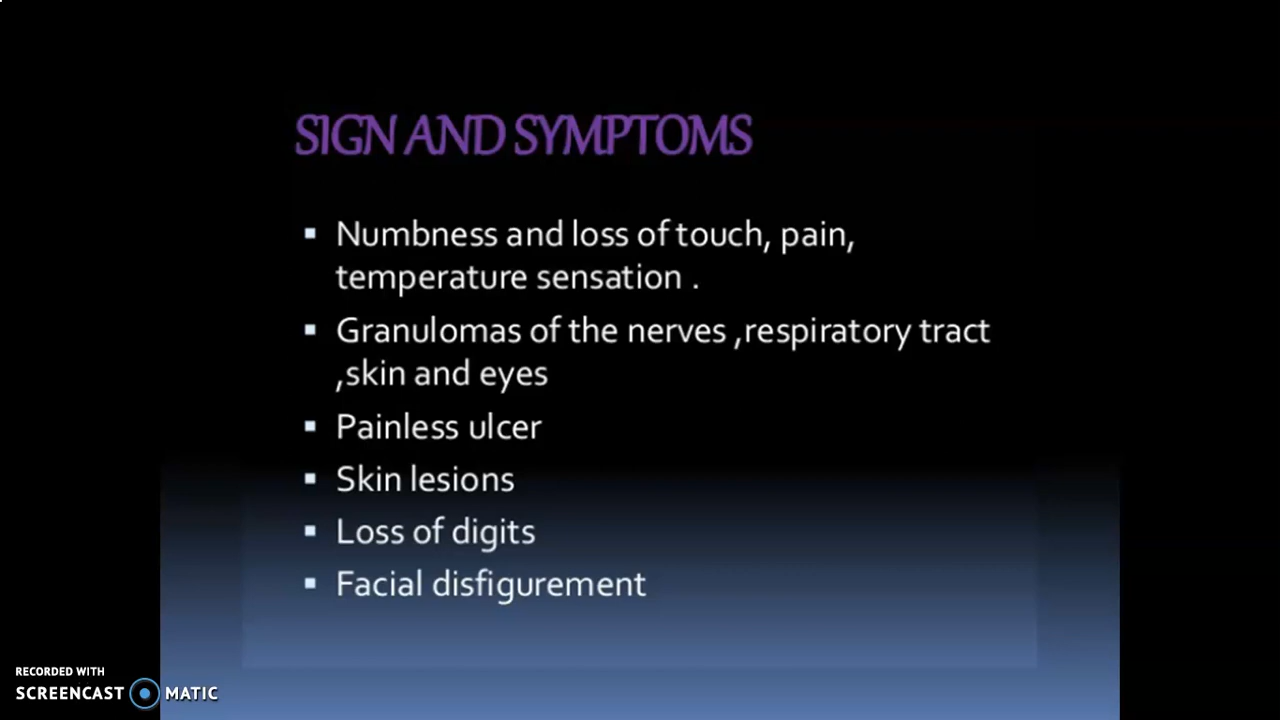 SIGN AND SYMPTOMS
▪ Numbness and loss of touch, pain,
temperature sensation .
▪ Granulomas of the nerves ,respiratory tract
,skin and eyes
▪ Painless ulcer
▪ Skin lesions
▪ Loss of digits
▪ Facial disfigurement
RECORDED WITH
SCREENCAST MATIC